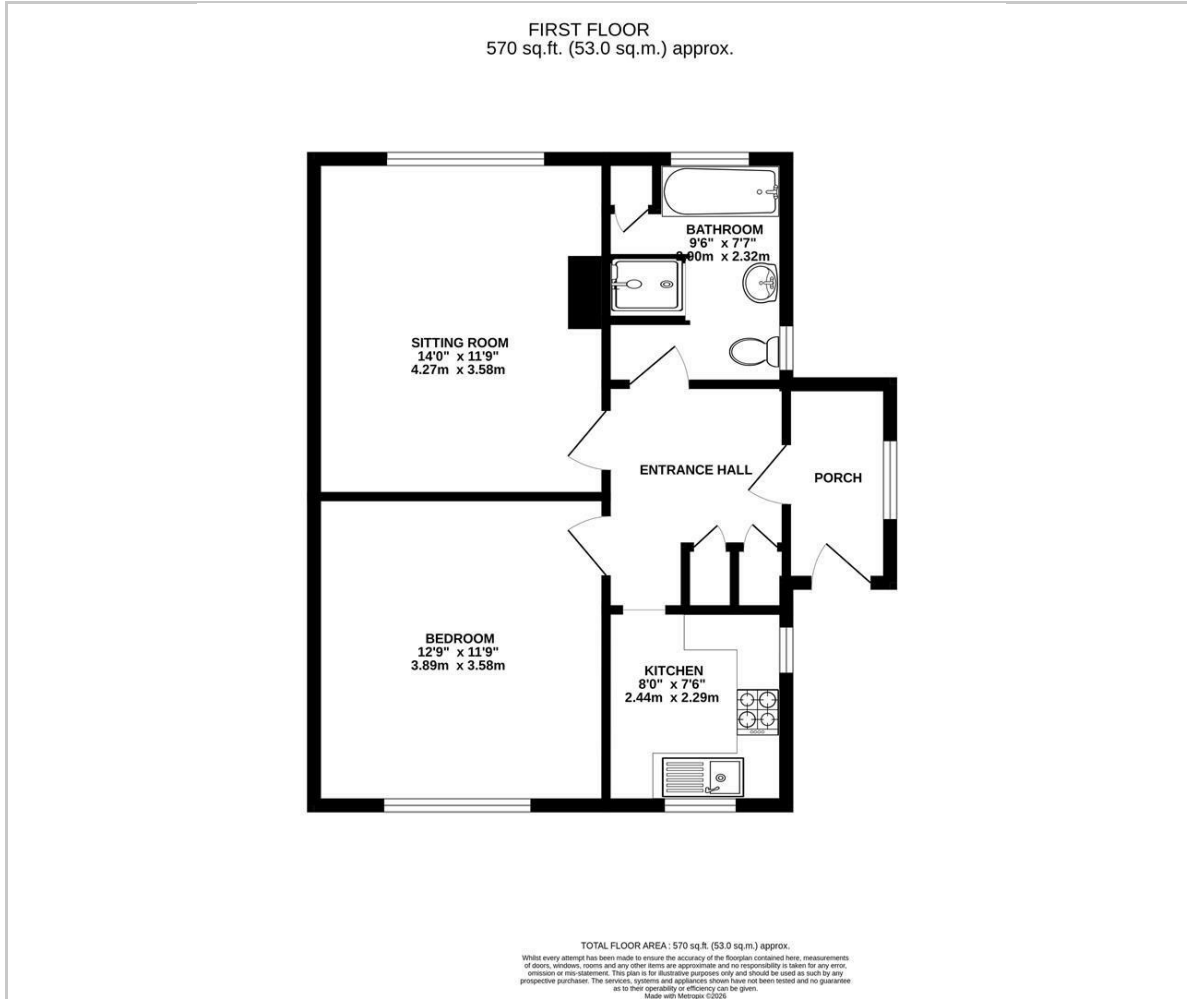 FIRST FLOOR
570 sq.ft. (53.0 sq.m.) approx.
BATHROOM
9'6" x 7'7"
2.90m x 2.32m
SITTING ROOM
14'0" x 11'9"
4.27m x 3.58m
ENTRANCE HALL
PORCH
BEDROOM
12'9" x 11'9"
3.89m x 3.58m
KITCHEN
8'0" x 7'6"
2.44m x 2.29m
TOTAL FLOOR AREA : 570 sq.ft. (53.0 sq.m.) approx.
Whilst every attempt has been made to ensure the accuracy of the floorplan contained here, measurements
of doors, windows, rooms and any other items are approximate and no responsibility is taken for any error,
omission or mis-statement. This plan is for illustrative purposes only and should be used as such by any
prospective purchaser. The services, systems and appliances shown have not been tested and no guarantee
as to their operability or efficiency can be given.
Made with Metropix ©2026